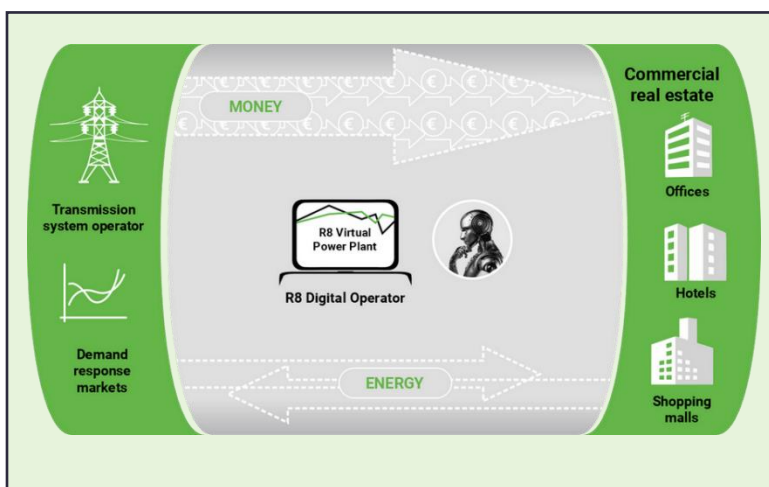 MONEY
Transmission
system operator
Demand
response
markets
R8 Virtual
Power Plant
R8 Digital Operator
ENERGY
Commercial
real estate
Offices
Hotels
Shopping
malls